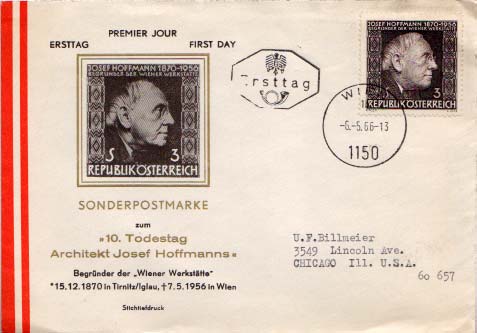 PREMIER JOUR
ERSTTAG FIRST DAY
JOSEF HOFFMANN 1870-1956
BEGRÜNDER DER WIENER WERKSTÄTTE
S 3
REPUBLIK ÖSTERREICH
SONDERPOSTMARKE
zum
»10. Todestag
Architekt Josef Hoffmanns«
Begründer der „Wiener Werkstätte"
*15.12.1870 in Tirnitz/Iglau, †7.5.1956 in Wien
Stichtiefdruck
Ersttag
WIEN
-6.-5.66-13
1150
JOSEF HOFFMANN 1870-1956
BEGRÜNDER DER WIENER WERKSTÄTTE
S 3
REPUBLIK ÖSTERREICH
U.F.Billmeier
3549 Lincoln Ave.
CHICAGO Ill. U.S.A.
60 657